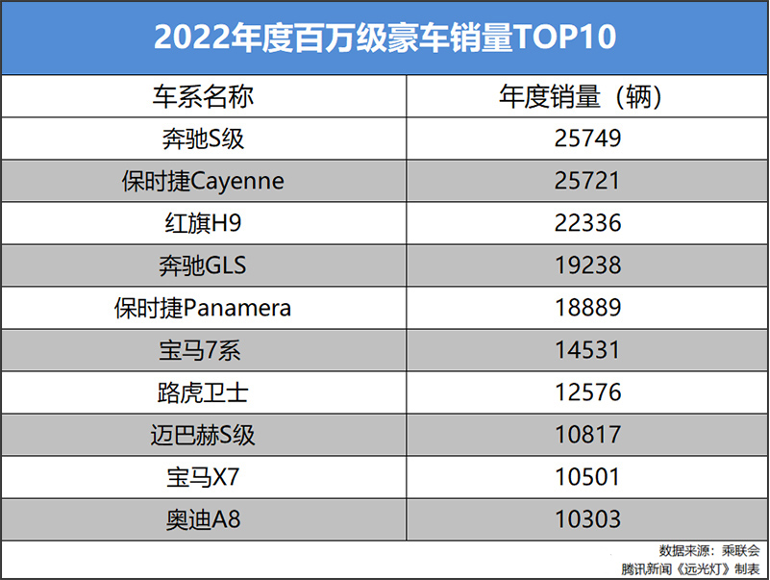 2022年度百万级豪车销量TOP10
车系名称 年度销量（辆）
奔驰S级 25749
保时捷Cayenne 25721
红旗H9 22336
奔驰GLS 19238
保时捷Panamera 18889
宝马7系 14531
路虎卫士 12576
迈巴赫S级 10817
宝马X7 10501
奥迪A8 10303
数据来源：乘联会
腾讯新闻《远光灯》制表